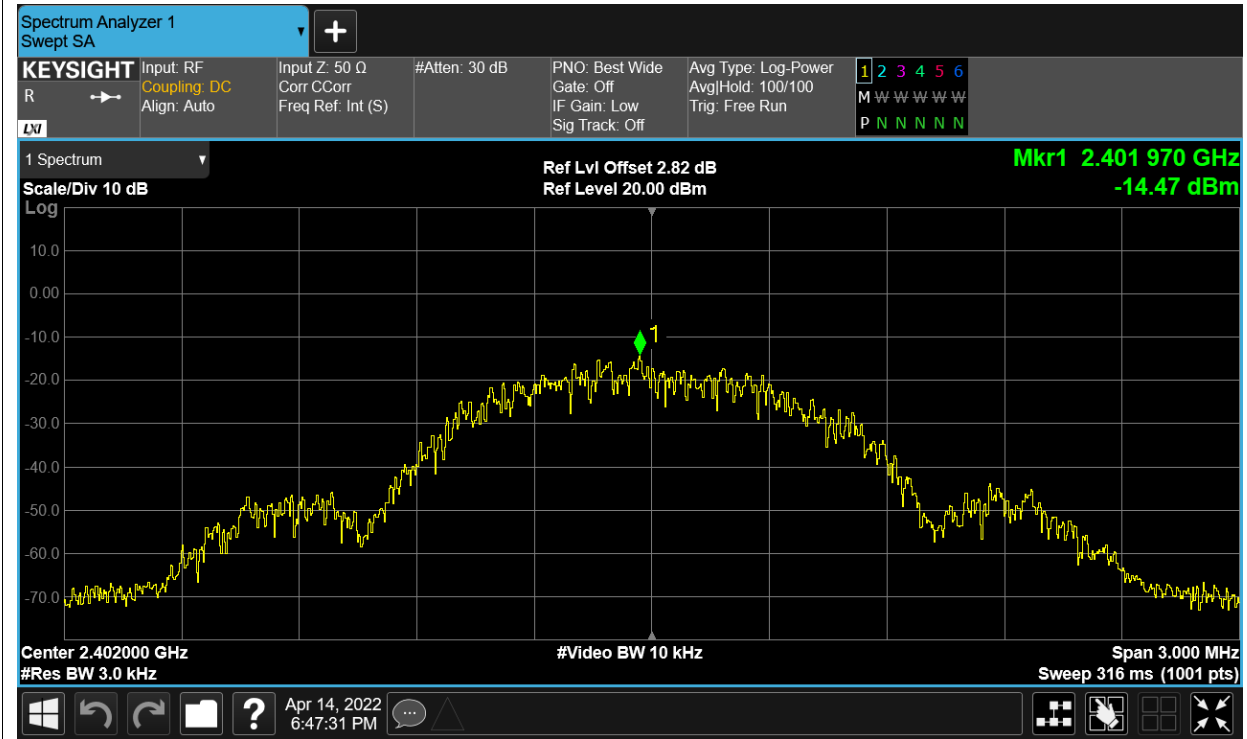 Spectrum Analyzer 1
Swept SA
▼
+
KEYSIGHT
R
LXI
Input: RF
Coupling: DC
Align: Auto
Input Z: 50 Ω
Corr CCorr
Freq Ref: Int (S)
#Atten: 30 dB
PNO: Best Wide
Gate: Off
IF Gain: Low
Sig Track: Off
Avg Type: Log-Power
Avg|Hold: 100/100
Trig: Free Run
1 2 3 4 5 6
M W W W W W
P N N N N N
1 Spectrum ▼
Scale/Div 10 dB
Ref Lvl Offset 2.82 dB
Ref Level 20.00 dBm
Mkr1 2.401 970 GHz
-14.47 dBm
Log
10.0
0.00
-10.0
-20.0
-30.0
-40.0
-50.0
-60.0
-70.0
1
Center 2.402000 GHz
#Res BW 3.0 kHz
#Video BW 10 kHz
Span 3.000 MHz
Sweep 316 ms (1001 pts)
?
Apr 14, 2022
6:47:31 PM